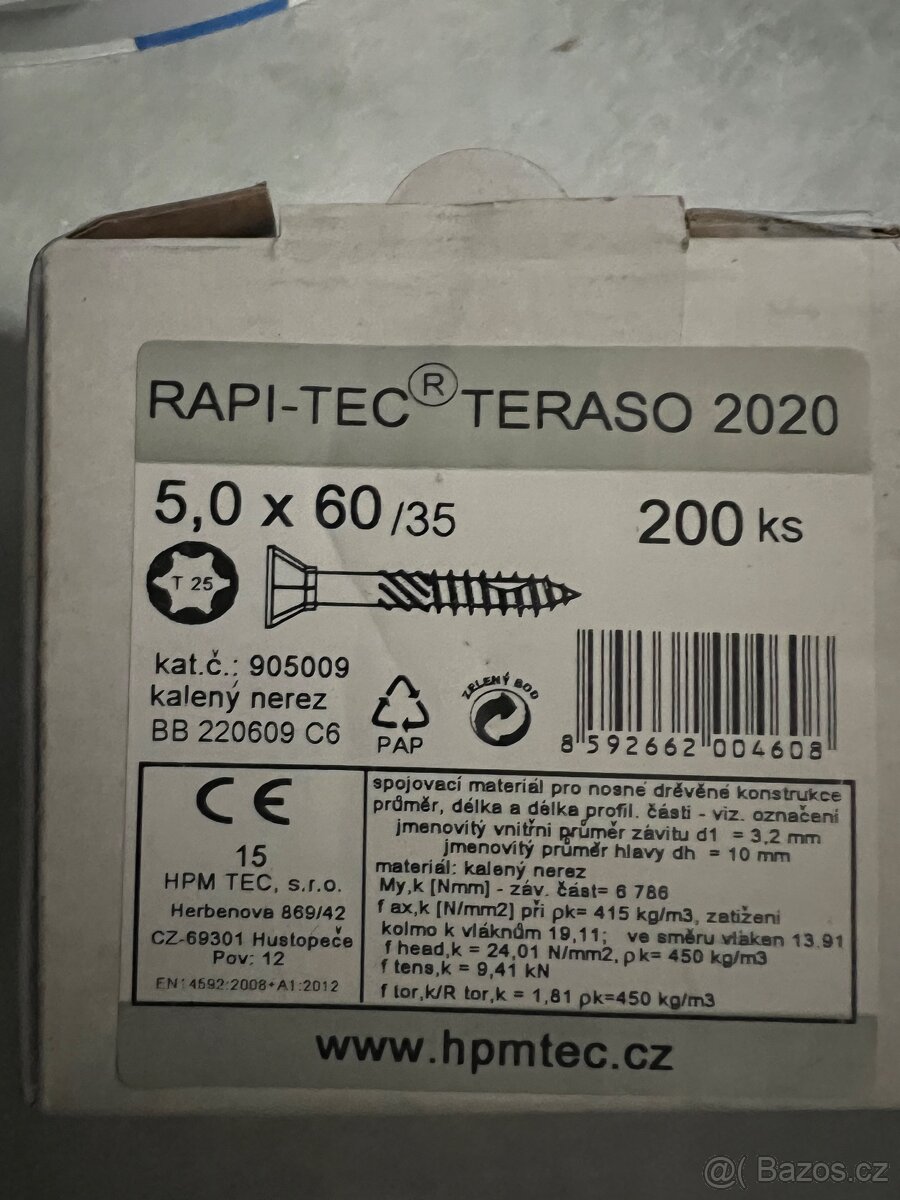 RAPI-TEC® TERASO 2020
5,0 x 60/35 200 ks
T 25
kat.č.: 905009
kalený nerez
BB 220609 C6
PAP
ZELENÝ BOD
8 592662 004608
CE
15
HPM TEC, s.r.o.
Herbenova 869/42
CZ-69301 Hustopeče
Pov: 12
EN14592:2008+A1:2012
spojovací materiál pro nosné dřevěné konstrukce
průměr, délka a délka profil. části - viz. označení
jmenovitý vnitřní průměr závitu d1 = 3,2 mm
jmenovitý průměr hlavy dh = 10 mm
materiál: kalený nerez
My,k [Nmm] - záv. část= 6 786
f ax,k [N/mm2] při ρk= 415 kg/m3, zatížení
kolmo k vláknům 19,11; ve směru vláken 13.91
f head,k = 24,01 N/mm2, ρk= 450 kg/m3
f tens,k = 9,41 kN
f tor,k/R tor,k = 1,81 ρk=450 kg/m3
www.hpmtec.cz
@( Bazos.cz